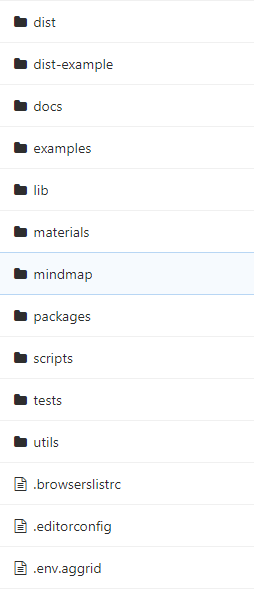 dist
dist-example
docs
examples
lib
materials
mindmap
packages
scripts
tests
utils
.browserslistrc
.editorconfig
.env.aggrid